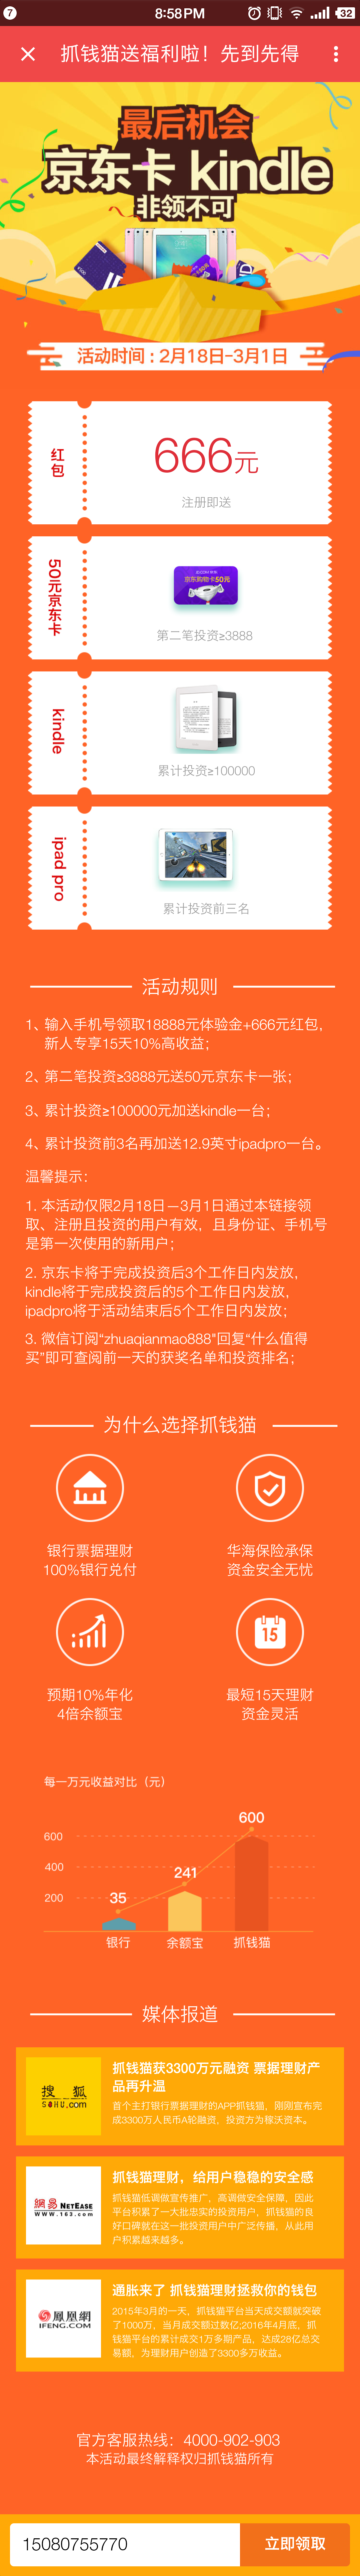 7
8:58PM
32
抓钱猫送福利啦！先到先得
最后机会
京东卡 kindle
非领不可
活动时间：2月18日-3月1日
红包
666元
注册即送
50元京东卡
京东购物卡50元
第二笔投资≥3888
kindle
累计投资≥100000
ipad pro
累计投资前三名
活动规则
1、输入手机号领取18888元体验金+666元红包，
新人专享15天10%高收益；
2、第二笔投资≥3888元送50元京东卡一张；
3、累计投资≥100000元加送kindle一台；
4、累计投资前3名再加送12.9英寸ipadpro一台。
温馨提示：
1. 本活动仅限2月18日—3月1日通过本链接领
取、注册且投资的用户有效，且身份证、手机号
是第一次使用的新用户；
2. 京东卡将于完成投资后3个工作日内发放，
kindle将于完成投资后的5个工作日内发放，
ipadpro将于活动结束后5个工作日内发放；
3. 微信订阅“zhuaqianmao888"回复“什么值得
买”即可查阅前一天的获奖名单和投资排名；
为什么选择抓钱猫
银行票据理财
100%银行兑付
华海保险承保
资金安全无忧
15
预期10%年化
4倍余额宝
最短15天理财
资金灵活
每一万元收益对比（元）
600
600
400
241
200
35
银行
余额宝
抓钱猫
媒体报道
搜狐
SOHU.com
抓钱猫获3300万元融资 票据理财产
品再升温
首个主打银行票据理财的APP抓钱猫，刚刚宣布完
成3300万人民币A轮融资，投资方为稼沃资本。
網易 NETEASE
www.163.com
抓钱猫理财，给用户稳稳的安全感
抓钱猫低调做宣传推广，高调做安全保障，因此
平台积累了一大批忠实的投资用户，抓钱猫的良
好口碑就在这一批投资用户中广泛传播，从此用
户积累越来越多。
鳳凰網
IFENG.COM
通胀来了 抓钱猫理财拯救你的钱包
2015年3月的一天，抓钱猫平台当天成交额就突破
了1000万，当月成交额过数亿;2016年4月底，抓
钱猫平台的累计成交1万多期产品，达成28亿总交
易额，为理财用户创造了3300多万收益。
官方客服热线：4000-902-903
本活动最终解释权归抓钱猫所有
15080755770
立即领取